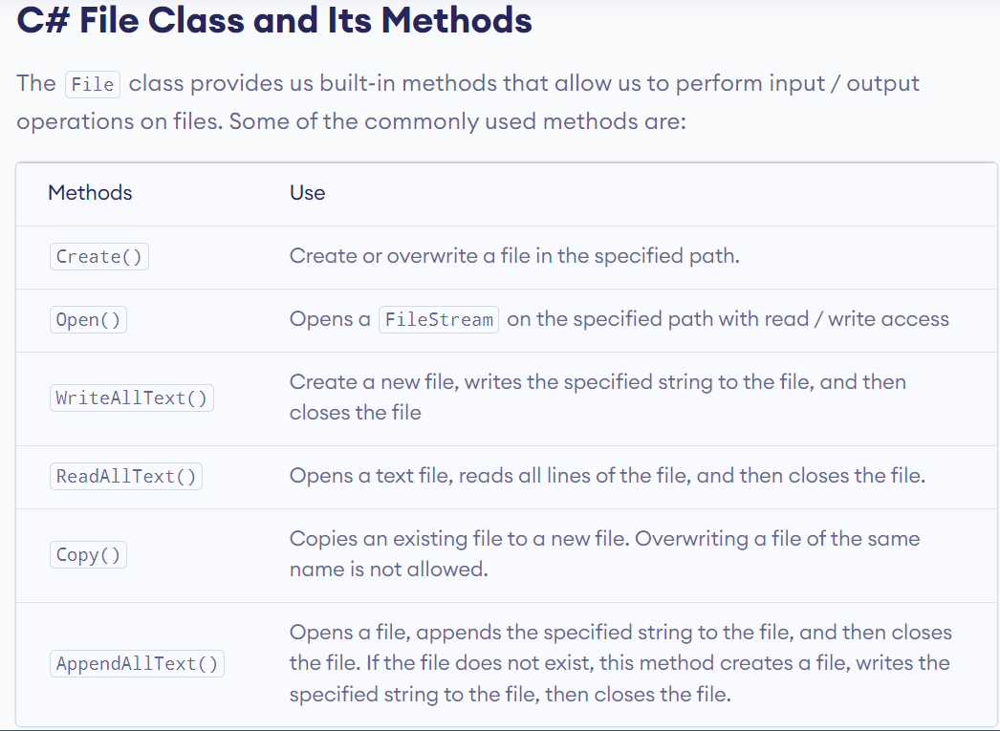 C# File Class and Its Methods
The File class provides us built-in methods that allow us to perform input / output
operations on files. Some of the commonly used methods are:
Methods Use
Create() Create or overwrite a file in the specified path.
Open() Opens a FileStream on the specified path with read / write access
WriteAllText() Create a new file, writes the specified string to the file, and then
closes the file
ReadAllText() Opens a text file, reads all lines of the file, and then closes the file.
Copy() Copies an existing file to a new file. Overwriting a file of the same
name is not allowed.
AppendAllText() Opens a file, appends the specified string to the file, and then closes
the file. If the file does not exist, this method creates a file, writes the
specified string to the file, then closes the file.